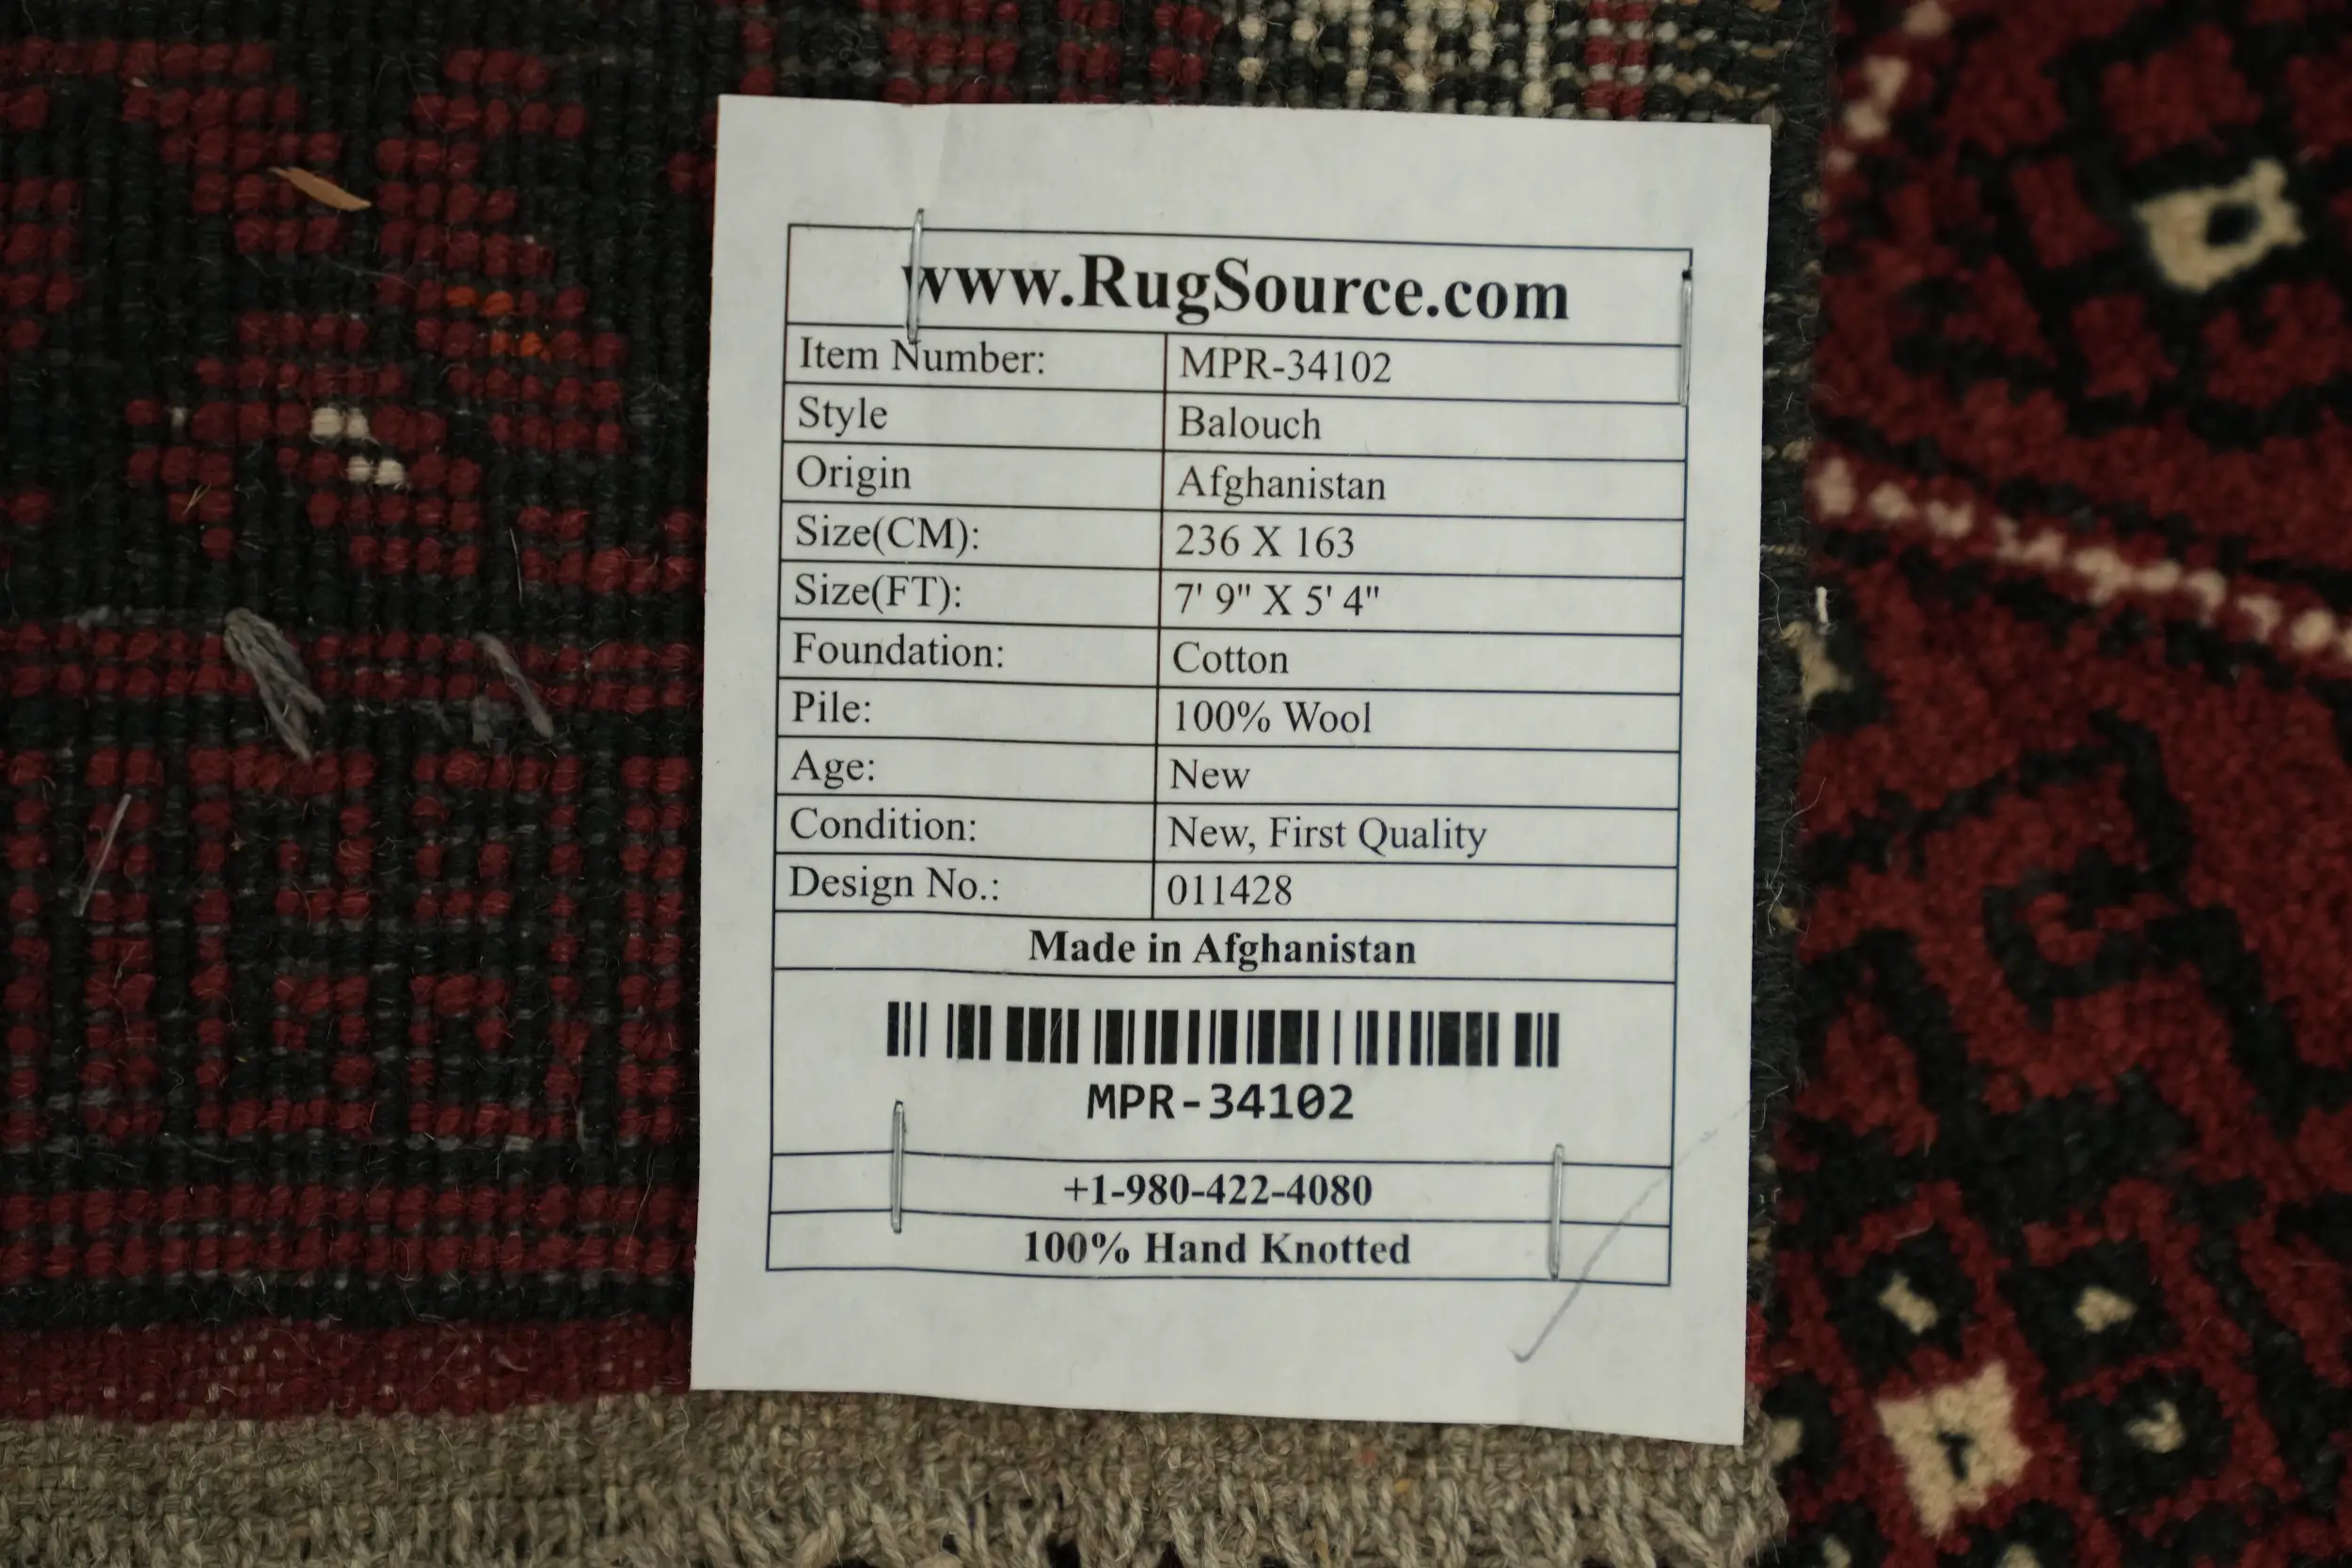 www.RugSource.com
Item Number: MPR-34102
Style Balouch
Origin Afghanistan
Size(CM): 236 X 163
Size(FT): 7' 9" X 5' 4"
Foundation: Cotton
Pile: 100% Wool
Age: New
Condition: New, First Quality
Design No.: 011428
Made in Afghanistan
MPR-34102
+1-980-422-4080
100% Hand Knotted